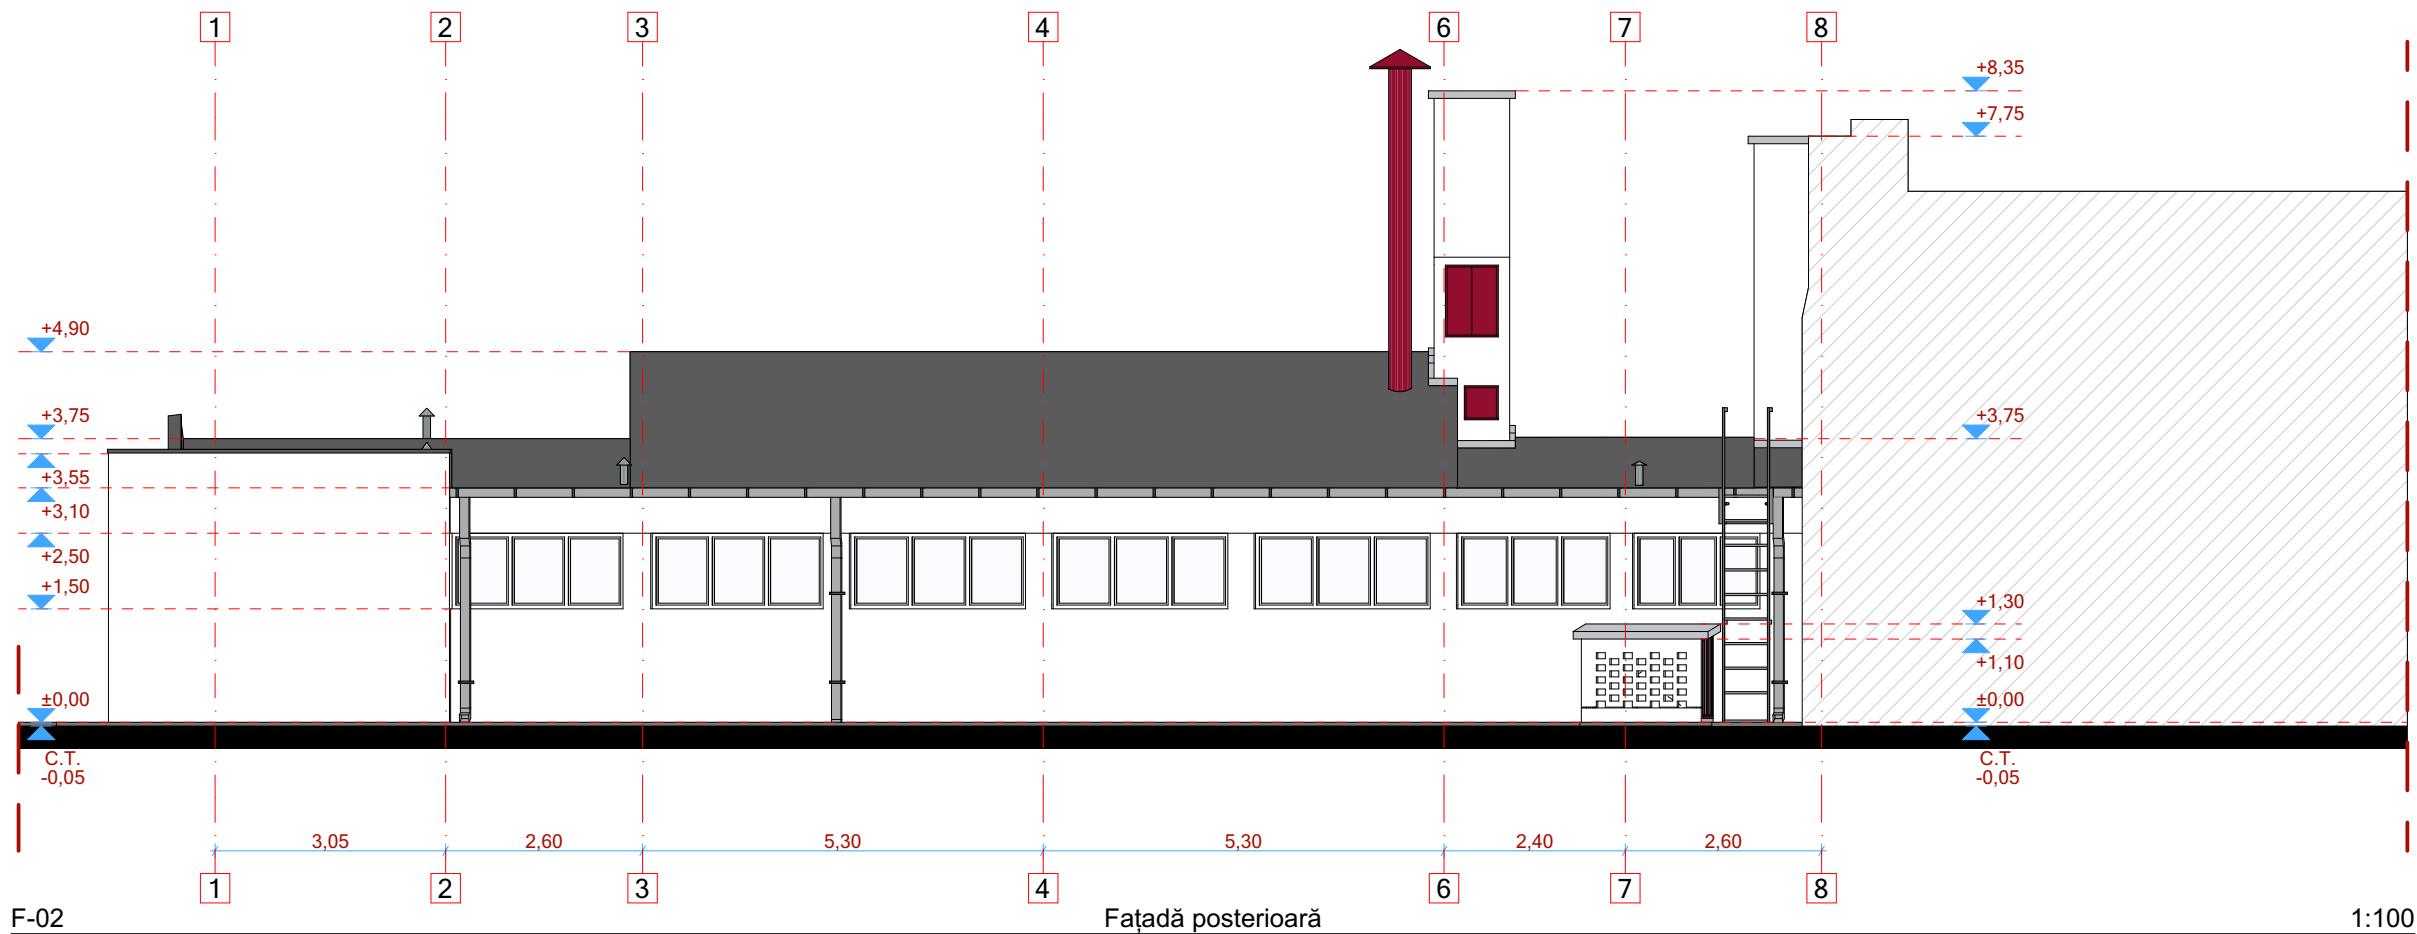 1 2 3 4 6 7 8
+8,35
+7,75
+4,90
+3,75 +3,75
+3,55
+3,10
+2,50
+1,50
+1,30
+1,10
±0,00 ±0,00
C.T. C.T.
-0,05 -0,05
3,05 2,60 5,30 5,30 2,40 2,60
1 2 3 4 6 7 8
F-02 Fațadă posterioară 1:100